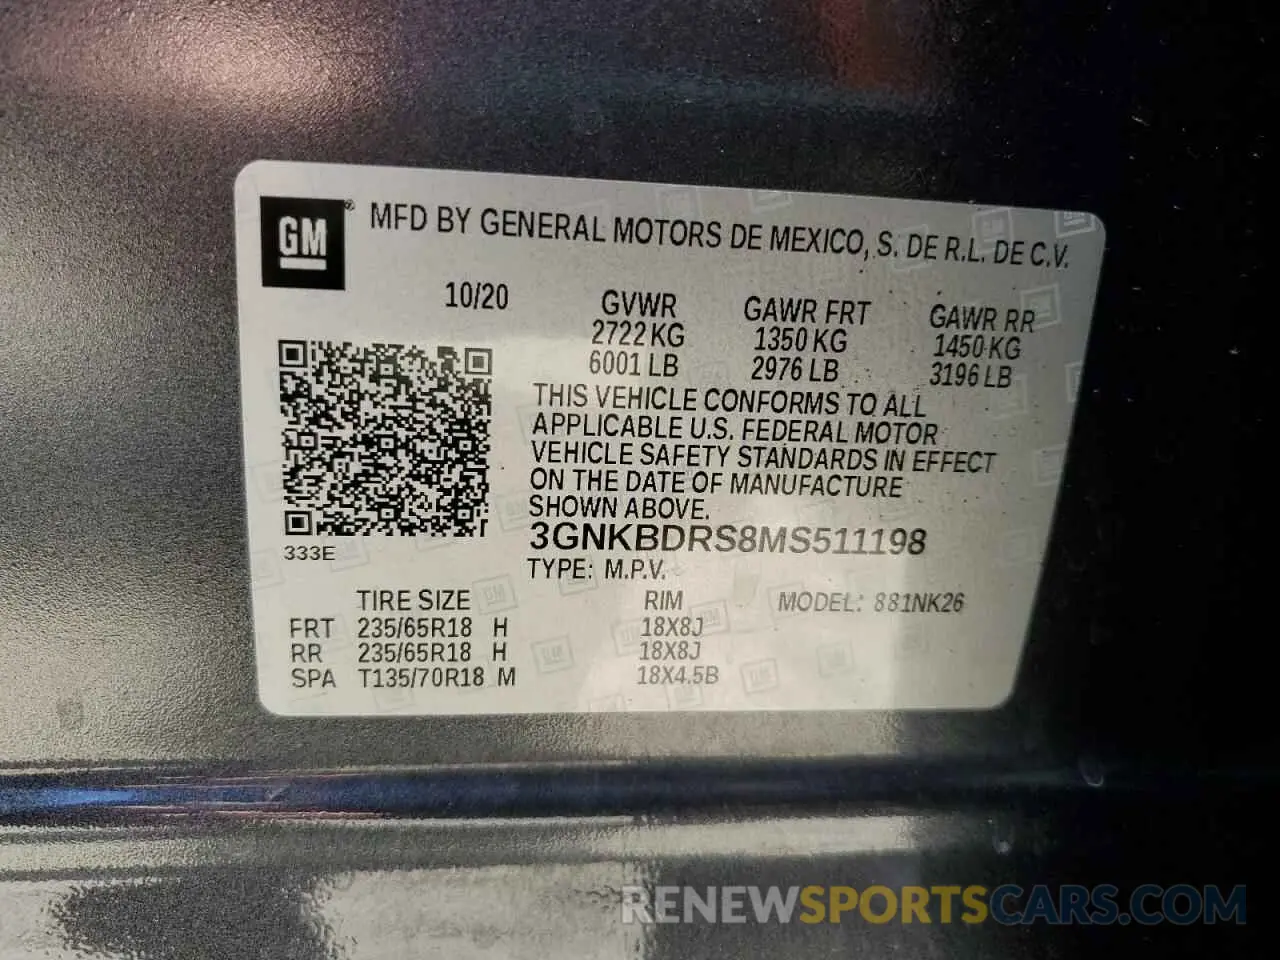 GM® MFD BY GENERAL MOTORS DE MEXICO, S. DE R.L. DE C.V.
10/20 GVWR GAWR FRT GAWR RR
2722 KG 1350 KG 1450 KG
6001 LB 2976 LB 3196 LB
THIS VEHICLE CONFORMS TO ALL
APPLICABLE U.S. FEDERAL MOTOR
VEHICLE SAFETY STANDARDS IN EFFECT
ON THE DATE OF MANUFACTURE
SHOWN ABOVE.
3GNKBDRS8MS511198
333E
TYPE: M.P.V.
TIRE SIZE RIM MODEL: 881NK26
FRT 235/65R18 H 18X8J
RR 235/65R18 H 18X8J
SPA T135/70R18 M 18X4.5B
RENEWSPORTSCARS.COM